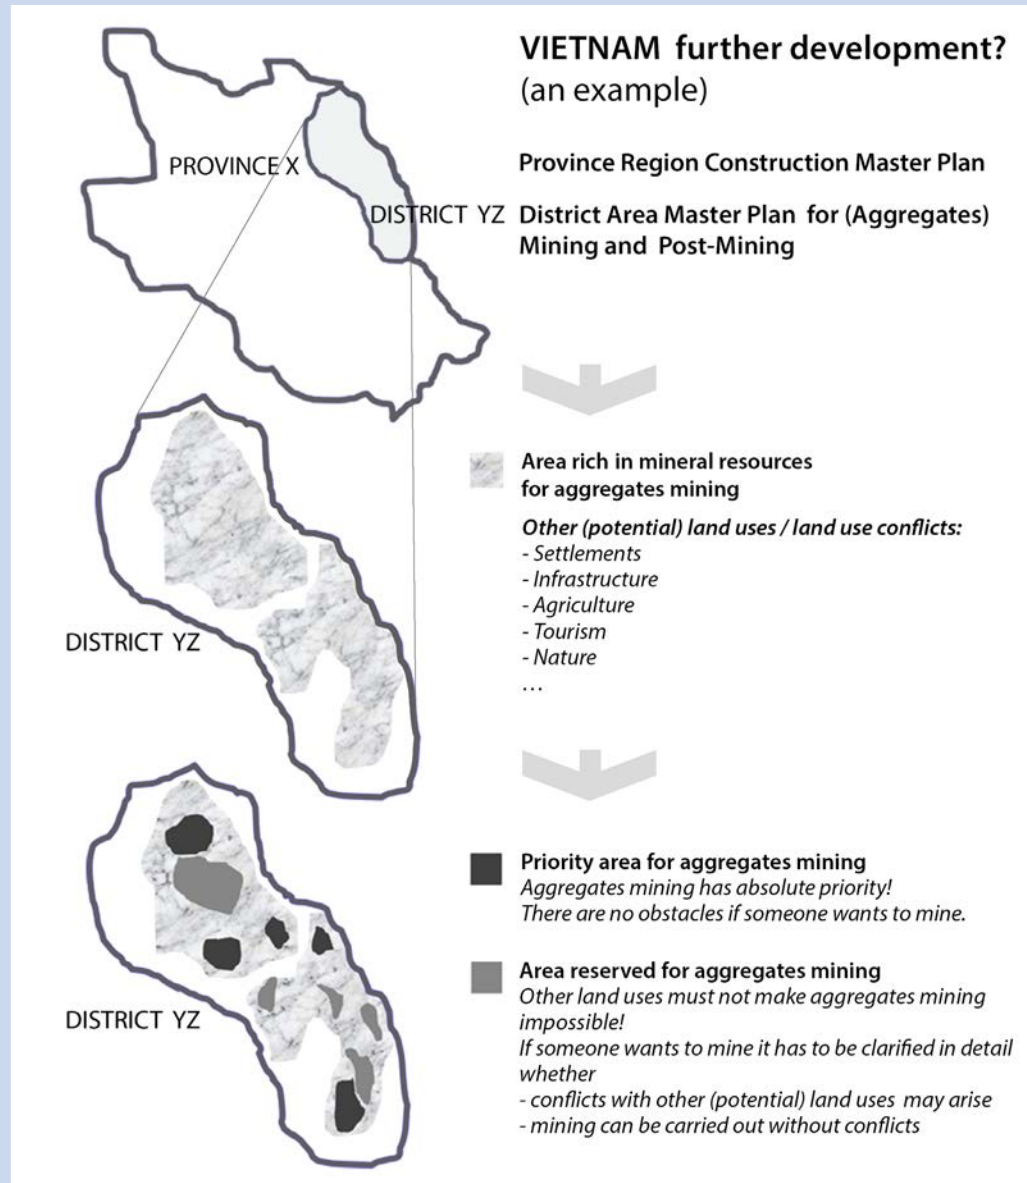 VIETNAM further development?
(an example)
PROVINCE X
Province Region Construction Master Plan
DISTRICT YZ
District Area Master Plan for (Aggregates)
Mining and Post-Mining
Area rich in mineral resources
for aggregates mining
Other (potential) land uses / land use conflicts:
- Settlements
- Infrastructure
- Agriculture
- Tourism
- Nature
...
DISTRICT YZ
Priority area for aggregates mining
Aggregates mining has absolute priority!
There are no obstacles if someone wants to mine.
Area reserved for aggregates mining
Other land uses must not make aggregates mining
impossible!
If someone wants to mine it has to be clarified in detail
whether
- conflicts with other (potential) land uses may arise
- mining can be carried out without conflicts
DISTRICT YZ